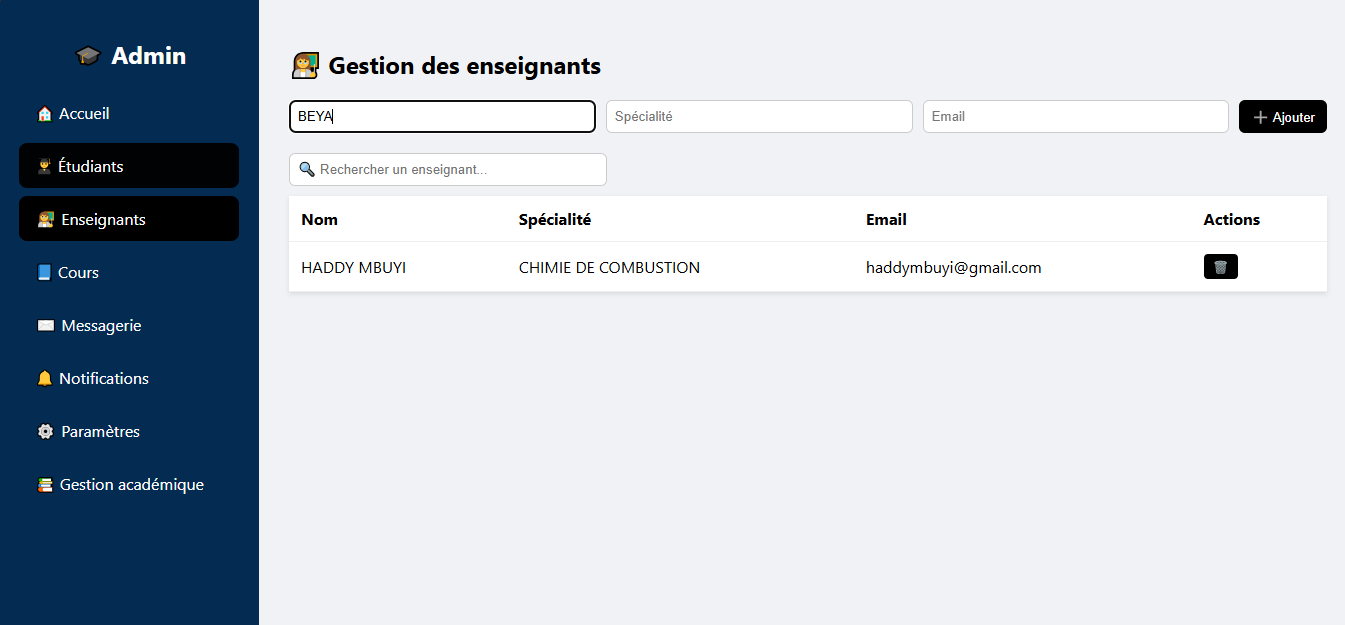 🎓 Admin
🏠 Accueil
👨‍🎓 Étudiants
👩‍🏫 Enseignants
📘 Cours
✉️ Messagerie
🔔 Notifications
⚙️ Paramètres
📚 Gestion académique
👩‍🏫 Gestion des enseignants
BEYA Spécialité Email ➕ Ajouter
🔍 Rechercher un enseignant...
Nom Spécialité Email Actions
HADDY MBUYI CHIMIE DE COMBUSTION haddymbuyi@gmail.com 🗑️